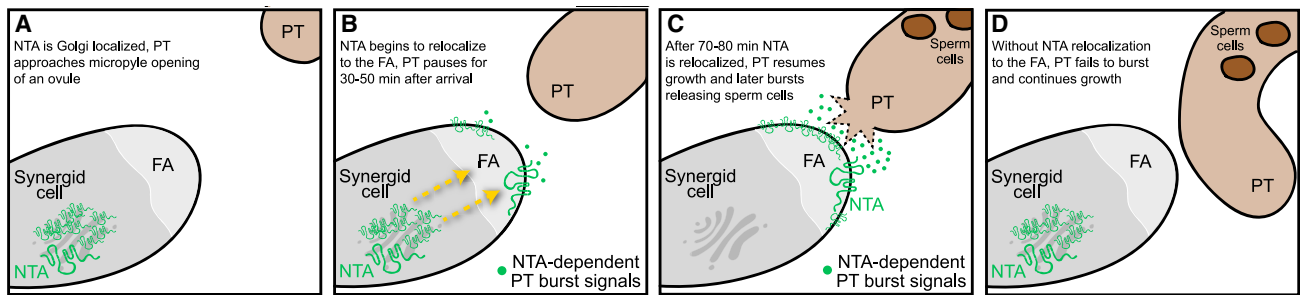 A
NTA is Golgi localized, PT
approaches micropyle opening
of an ovule
PT
FA
Synergid
cell
NTA
B
NTA begins to relocalize
to the FA, PT pauses for
30-50 min after arrival
PT
FA
Synergid
cell
NTA
NTA-dependent
PT burst signals
C
After 70-80 min NTA
is relocalized, PT resumes
growth and later bursts
releasing sperm cells
Sperm
cells
PT
FA
Synergid
cell
NTA
NTA-dependent
PT burst signals
D
Without NTA relocalization
to the FA, PT fails to burst
and continues growth
Sperm
cells
PT
FA
Synergid
cell
NTA